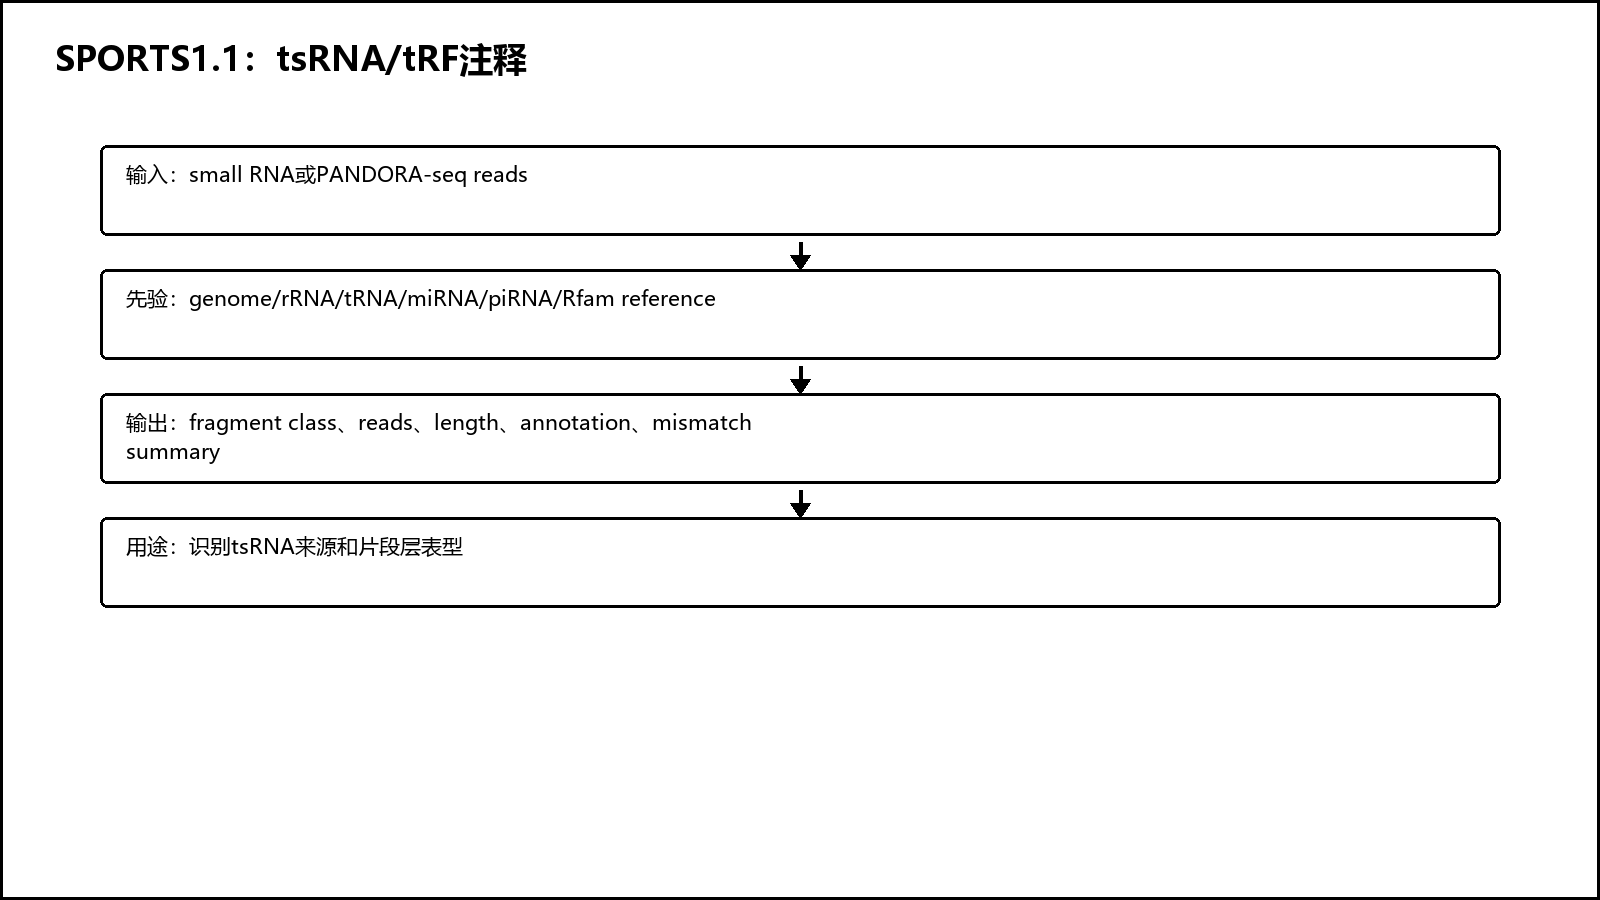 SPORTS1.1：tsRNA/tRF注释
输入：small RNA或PANDORA-seq reads
先验：genome/rRNA/tRNA/miRNA/piRNA/Rfam reference
输出：fragment class、reads、length、annotation、mismatch
summary
用途：识别tsRNA来源和片段层表型